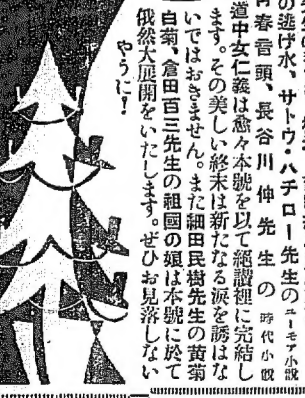 の逃げ水、サトウ・ハチロー先生のユーモア小説
春音頭、長谷川伸先生の時代小説
道中女仁義は愈々本號を以て絕讃裡に完結し
ます。その美しい終末は新たなる涙を誘はな
いではおきません。また細田民樹先生の黄菊
白菊、倉田百三先生の祖國の娘は本號に於て
俄然大展開をいたします。ぜひお見落しない
やうに!